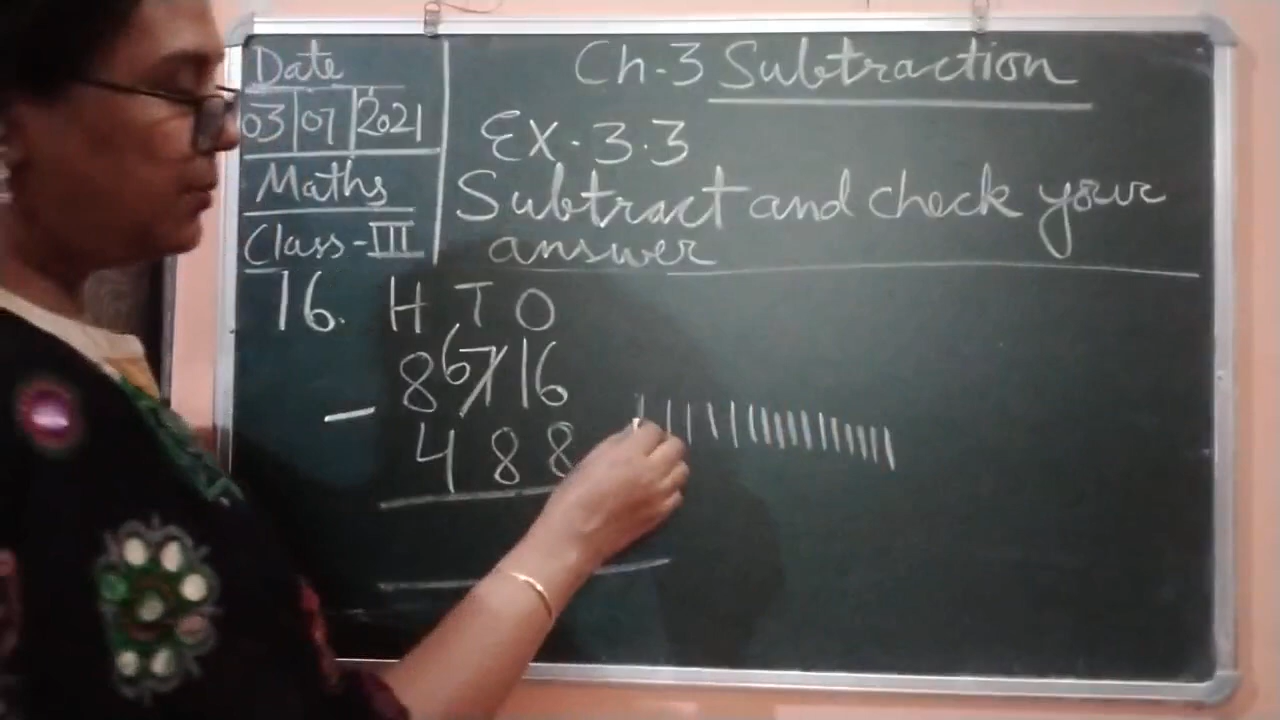 Date
03 07 2021
Maths
Class-III
Ch-3 Subtraction
EX.3.3
Subtract and check your
answer
16. H T O
8 6 7 16
- 4 8 8